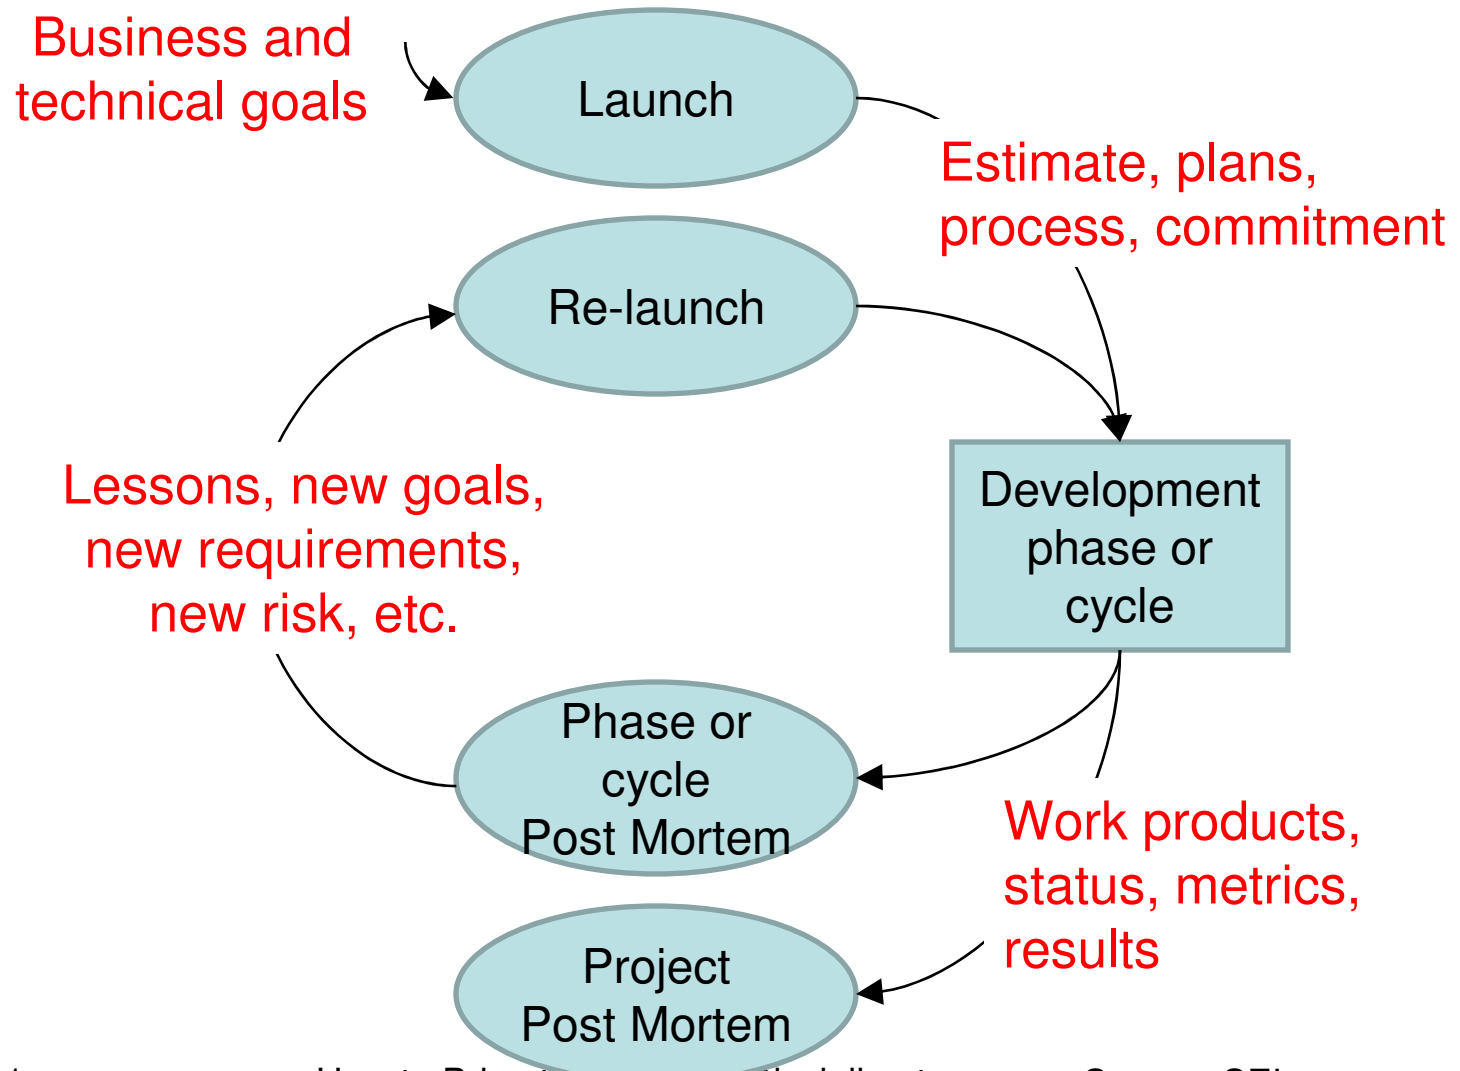 Business and
technical goals
Launch
Estimate, plans,
process, commitment
Re-launch
Lessons, new goals,
new requirements,
new risk, etc.
Development
phase or
cycle
Phase or
cycle
Post Mortem
Work products,
status, metrics,
results
Project
Post Mortem